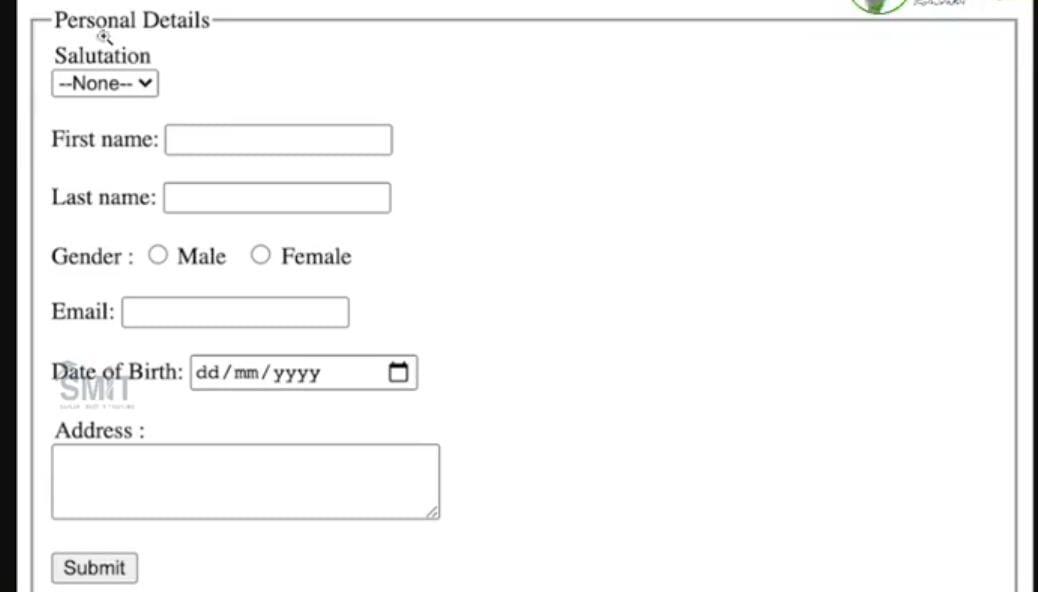 Personal Details
Salutation
--None--
First name:
Last name:
Gender : Male Female
Email:
Date of Birth: dd/mm/yyyy
SMIT
Address :
Submit